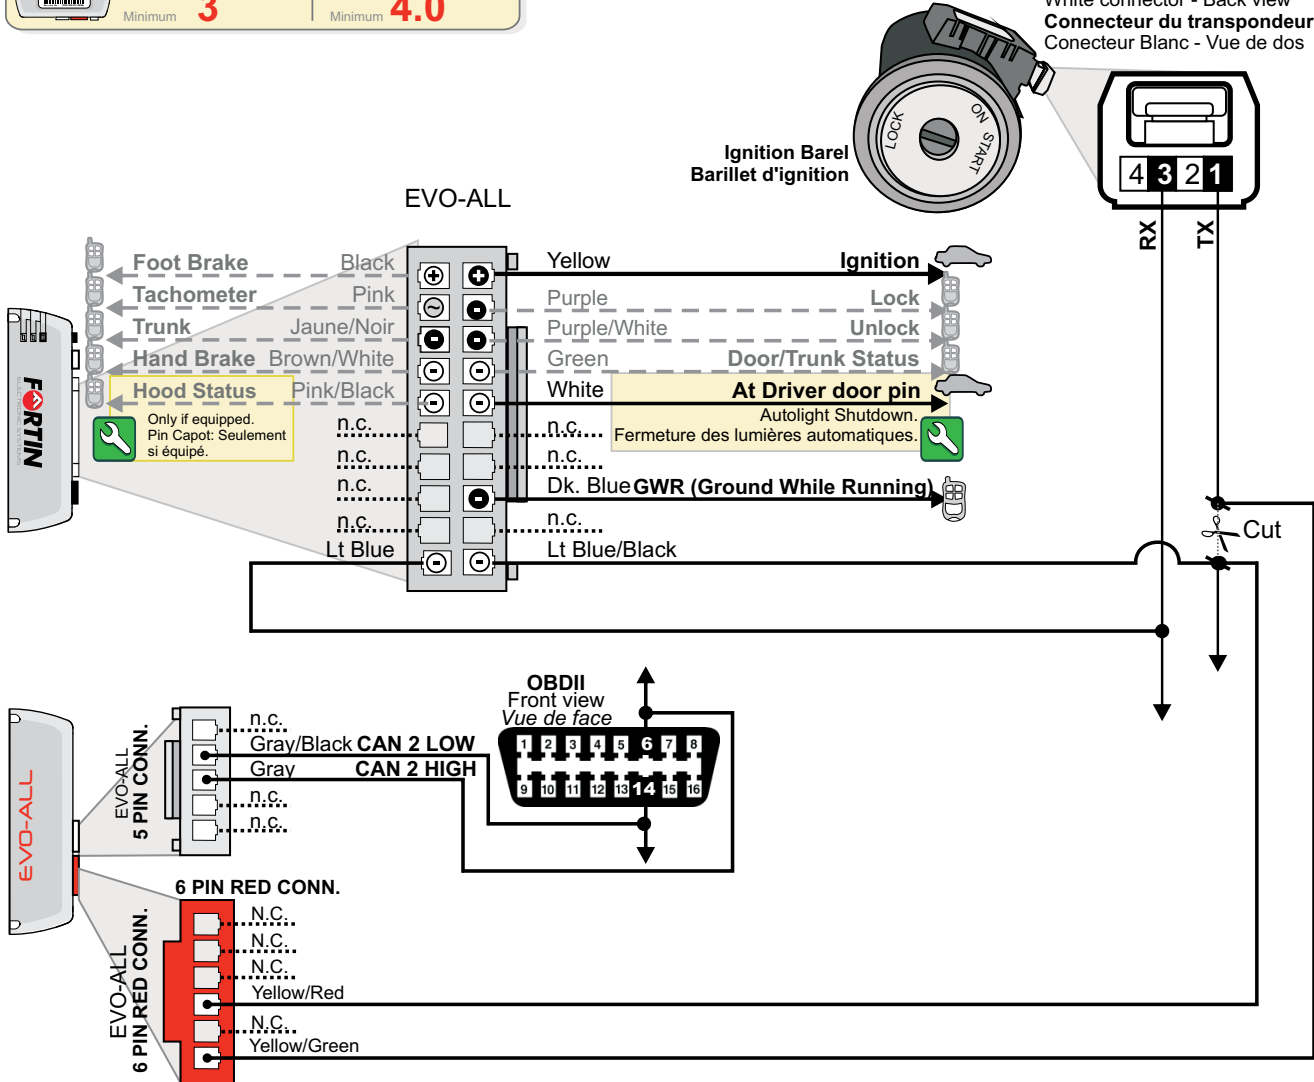 Minimum 3
Minimum 4.0
White connector - Back view
Connecteur du transpondeur
Conecteur Blanc - Vue de dos
LOCK
ON
START
Ignition Barel
Barillet d'ignition
4 3 2 1
RX
TX
EVO-ALL
Foot Brake Black
Tachometer Pink
Trunk Jaune/Noir
Hand Brake Brown/White
Hood Status Pink/Black
Only if equipped.
Pin Capot: Seulement
si équipé.
n.c.
n.c.
n.c.
n.c.
Lt Blue
Yellow Ignition
Purple Lock
Purple/White Unlock
Green Door/Trunk Status
White At Driver door pin
Autolight Shutdown.
Fermeture des lumières automatiques.
n.c.
n.c.
Dk. Blue GWR (Ground While Running)
n.c.
Lt Blue/Black
Cut
FORTIN
OBDII
Front view
Vue de face
1 2 3 4 5 6 7 8
9 10 11 12 13 14 15 16
EVO-ALL
EVO-ALL
5 PIN CONN.
n.c.
Gray/Black CAN 2 LOW
Gray CAN 2 HIGH
n.c.
n.c.
6 PIN RED CONN.
EVO-ALL
6 PIN RED CONN.
N.C.
N.C.
N.C.
Yellow/Red
N.C.
Yellow/Green